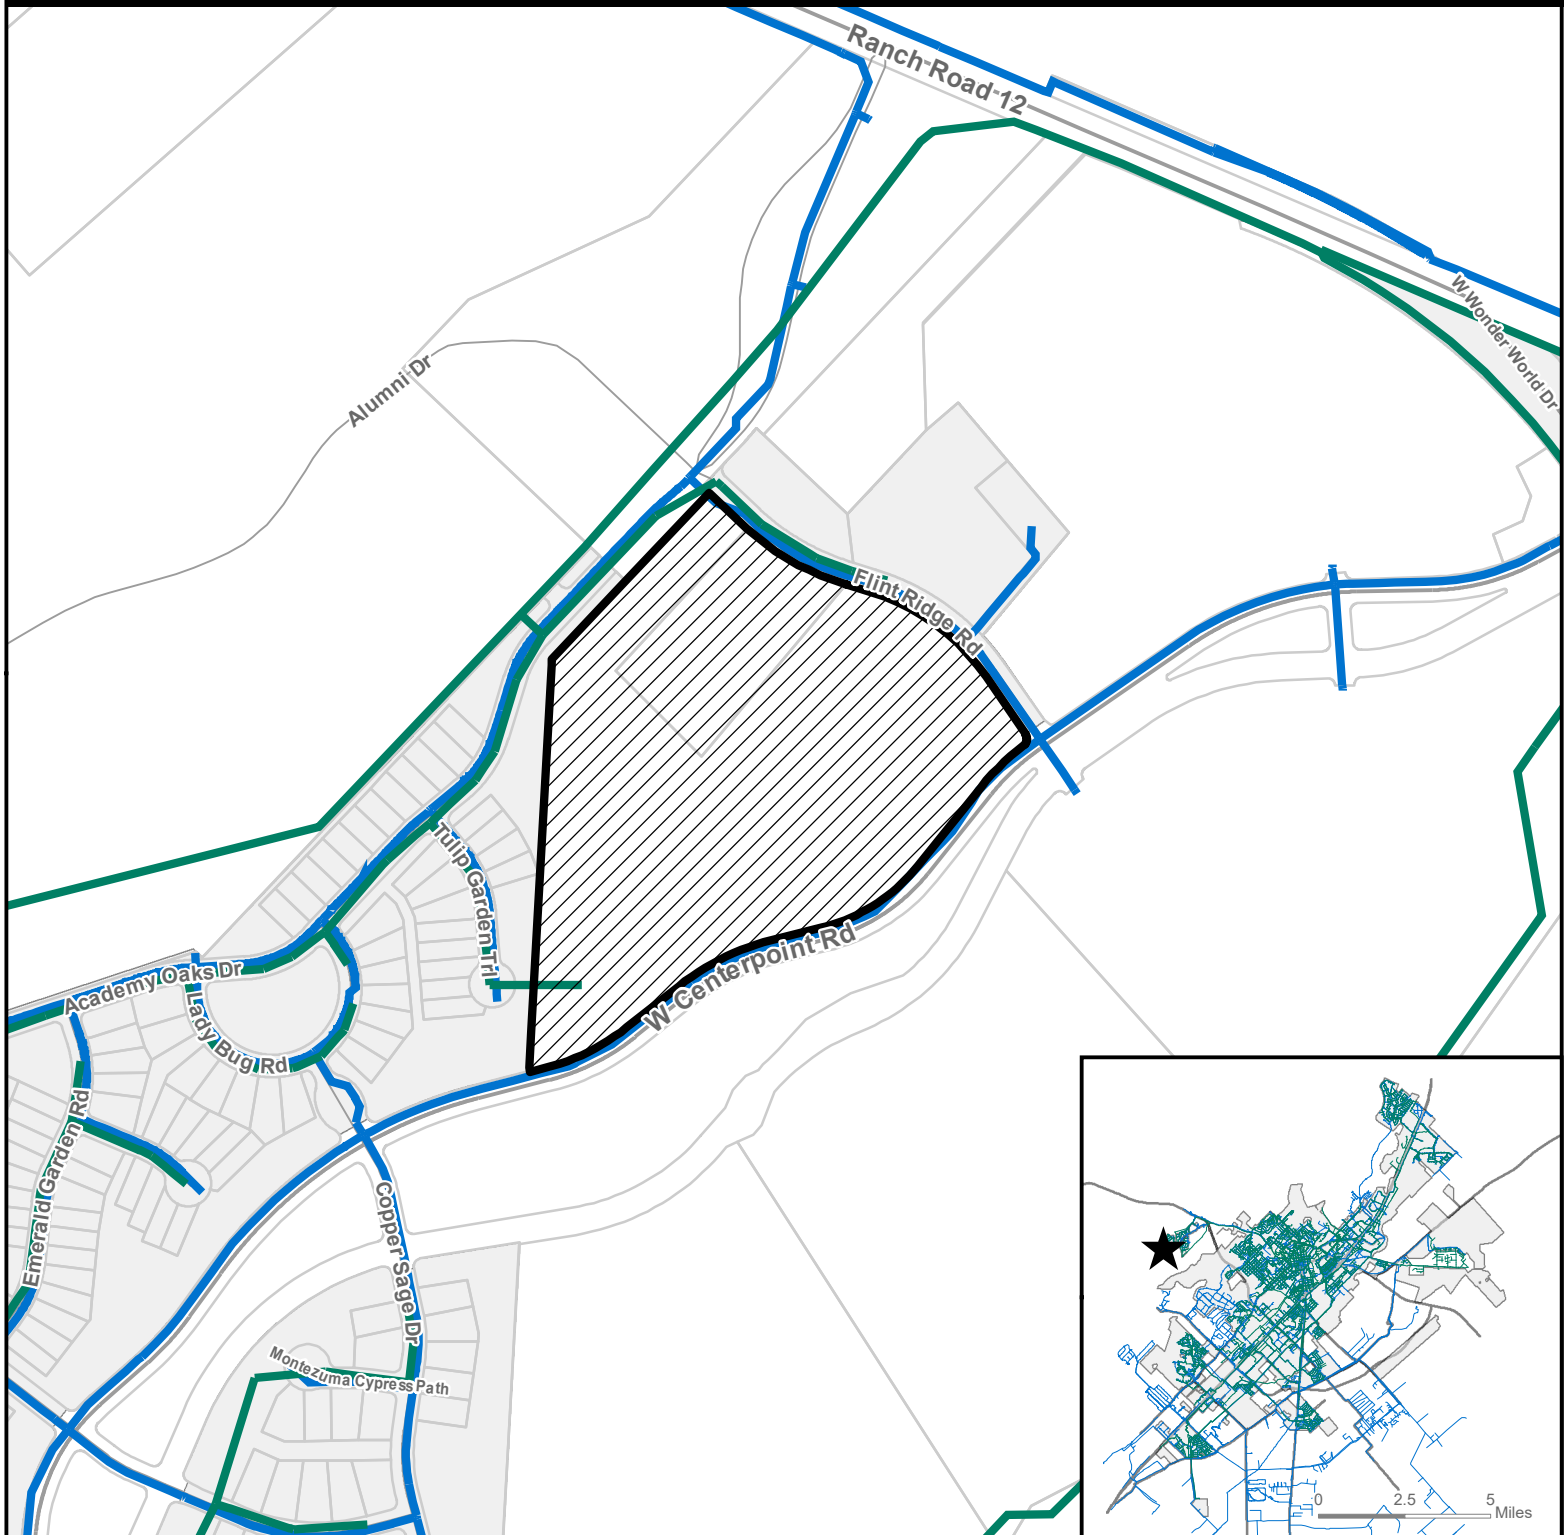 Ranch Road 12
W Wonder World Dr
Alumni Dr
Flint Ridge Rd
Tulip Garden Trl
W Centerpoint Rd
Academy Oaks Dr
Lady Bug Rd
Emerald Garden Rd
Copper Sage Dr
Montezuma Cypress Path
0 2.5 5
Miles